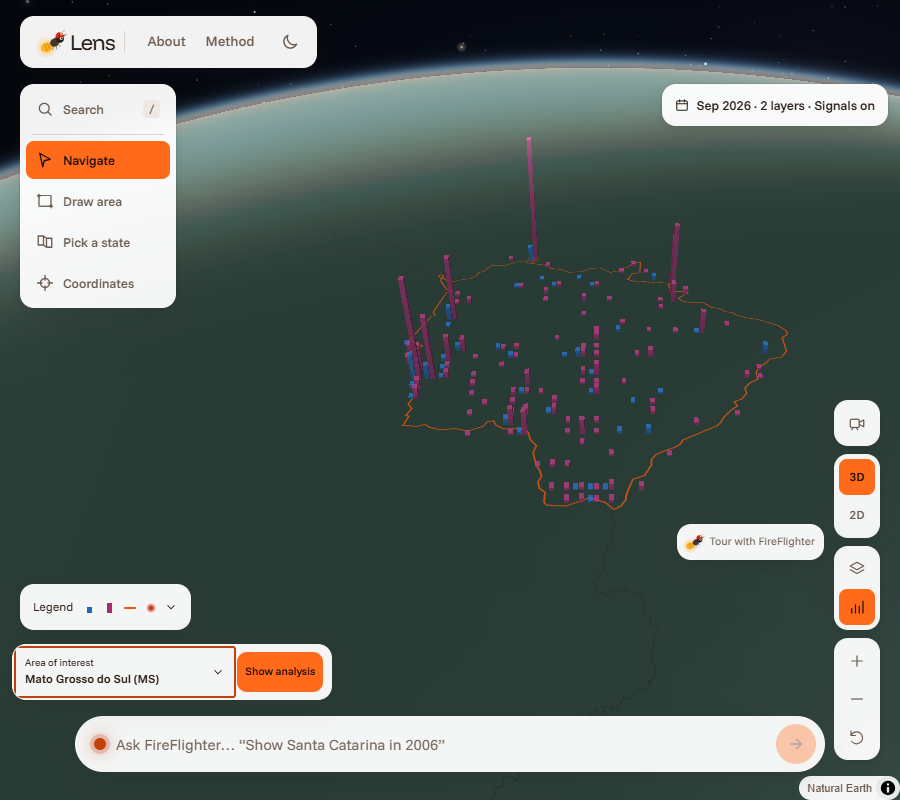 Lens
About
Method
Search
/
Sep 2026 · 2 layers · Signals on
Navigate
Draw area
Pick a state
Coordinates
3D
2D
Tour with FireFlighter
Legend
Area of interest
Mato Grosso do Sul (MS)
Show analysis
Ask FireFlighter… “Show Santa Catarina in 2006”
Natural Earth